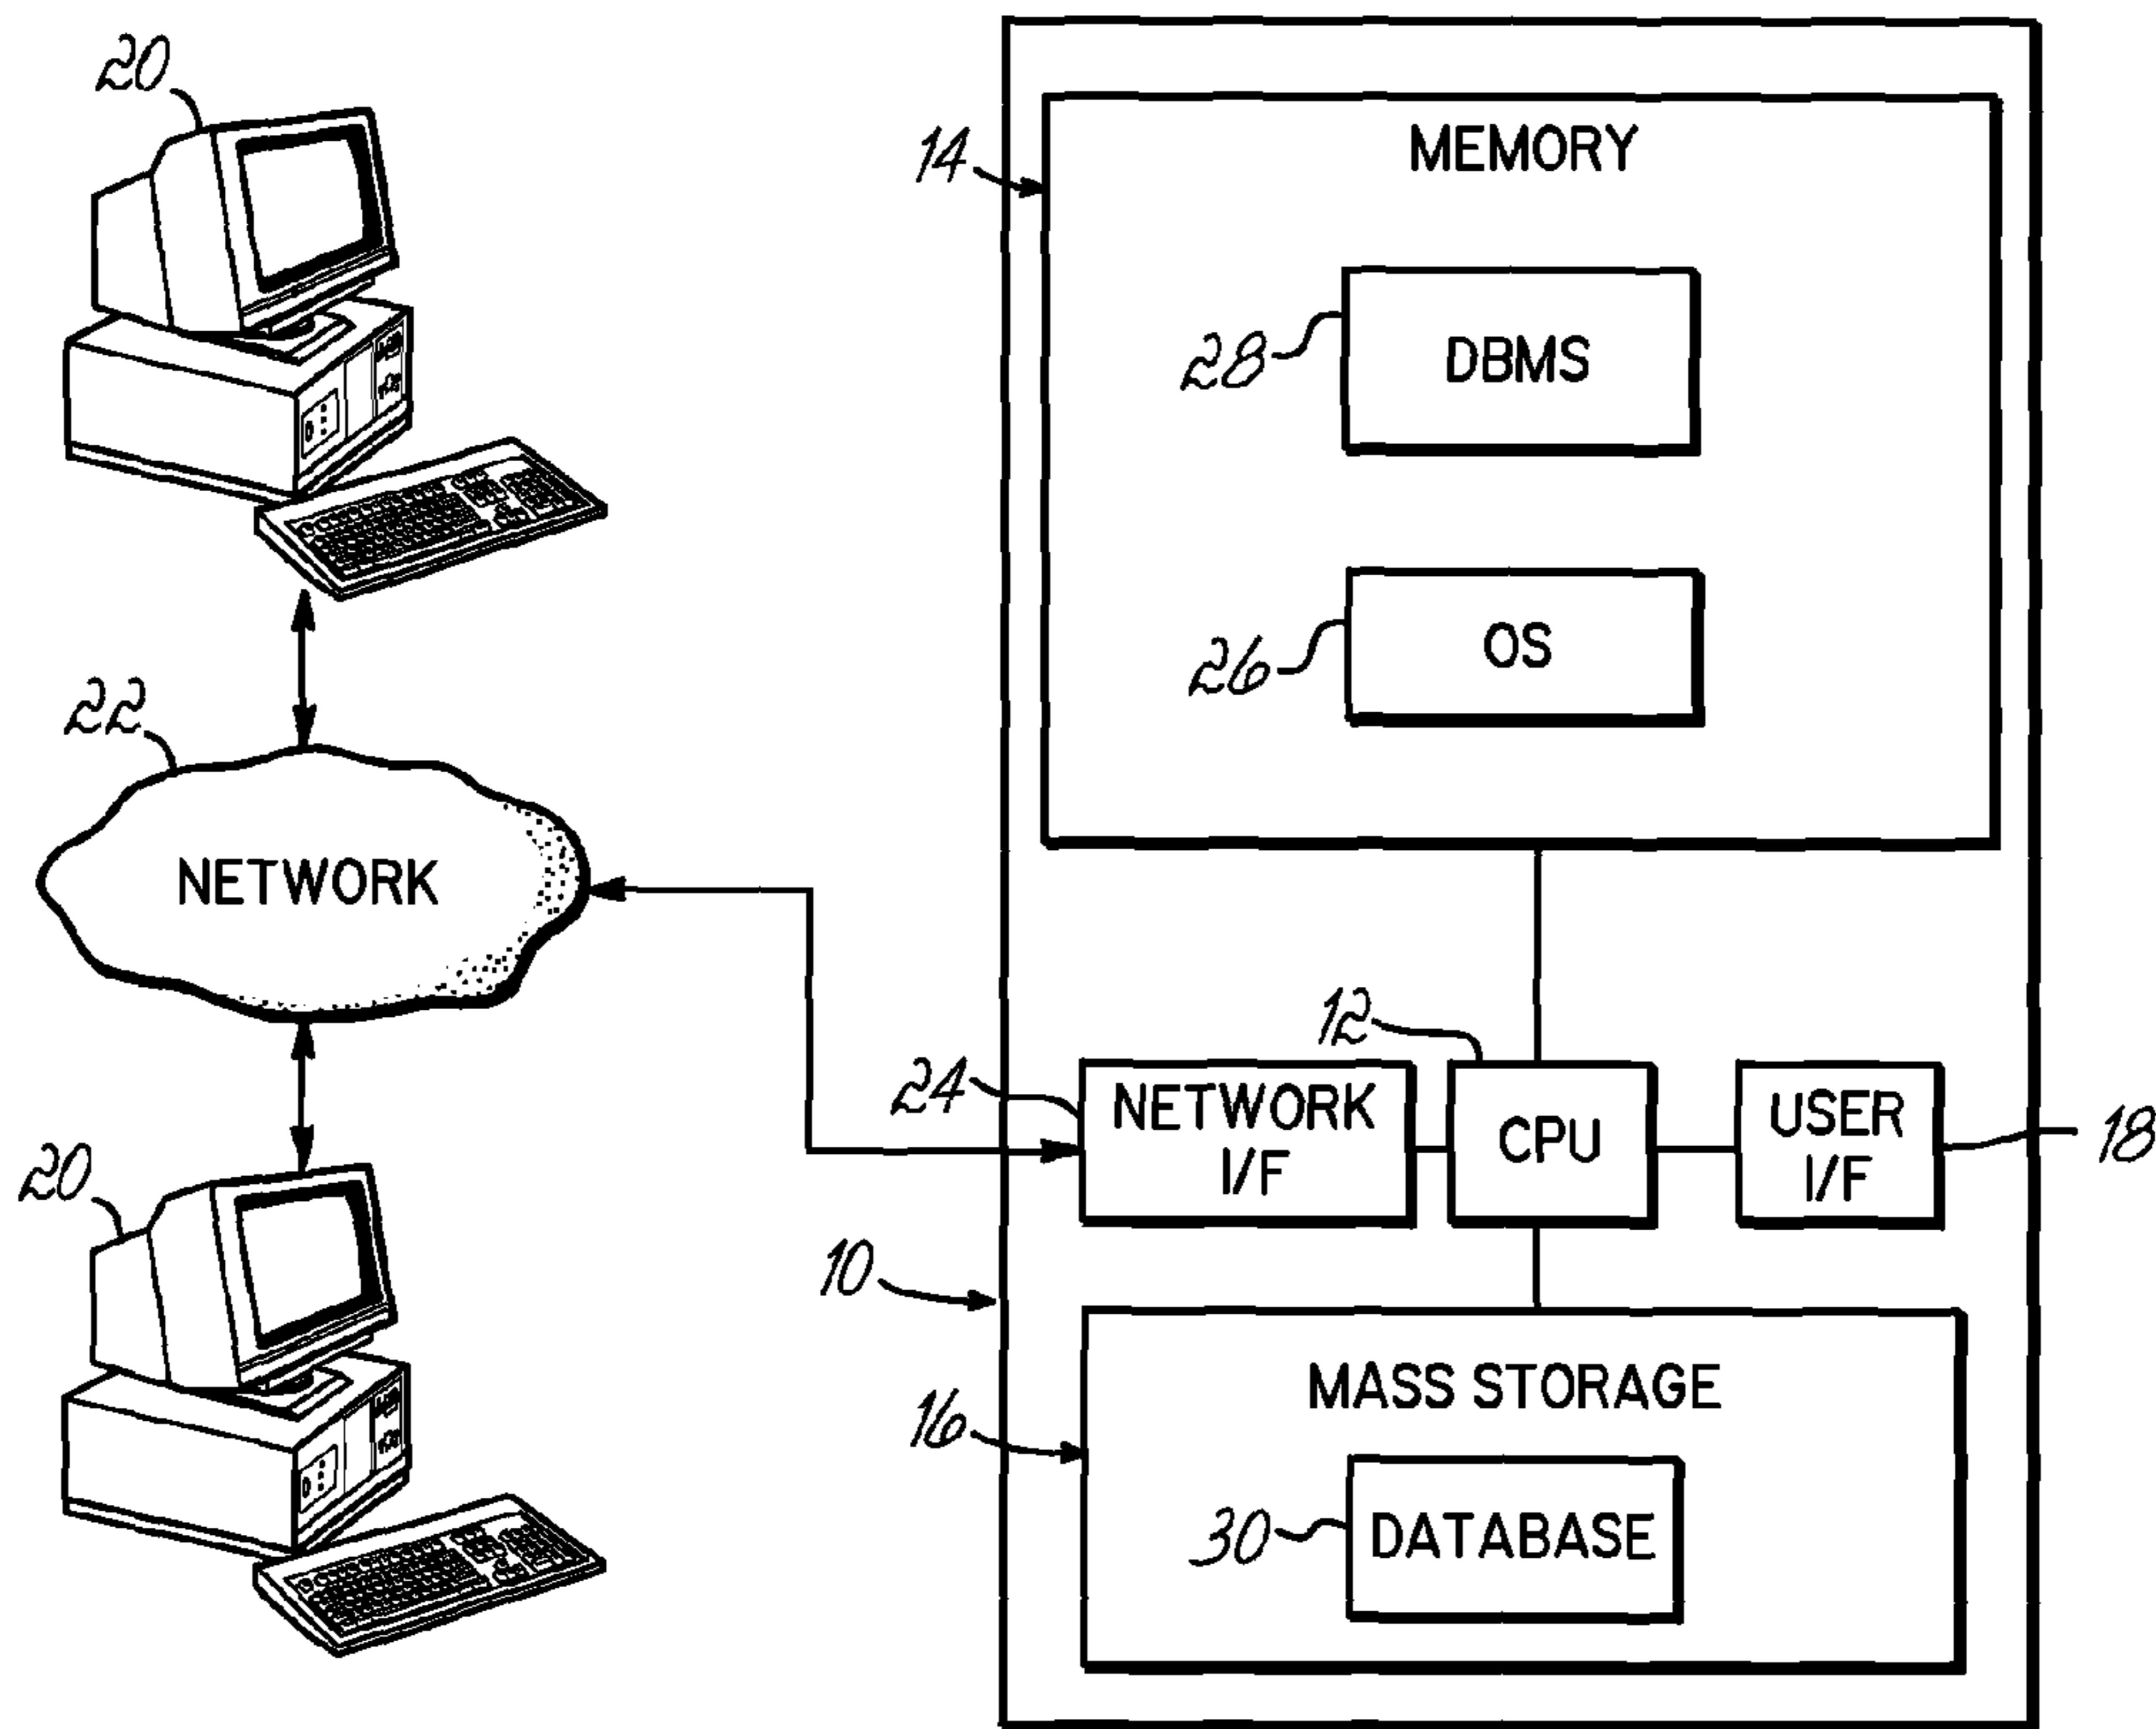 20
14
MEMORY
28
DBMS
26
OS
22
NETWORK
12
24
NETWORK
I/F
CPU
USER
I/F
18
20
10
16
MASS STORAGE
30
DATABASE